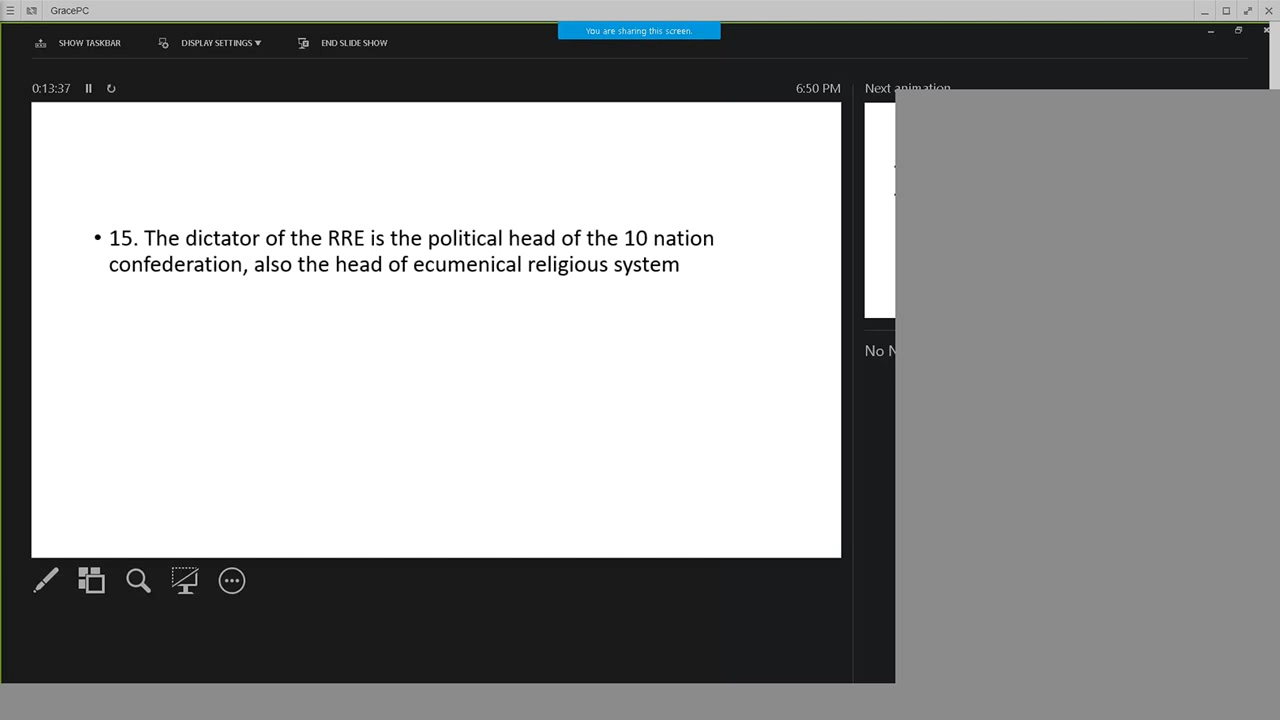 GracePC
You are sharing this screen.
SHOW TASKBAR
DISPLAY SETTINGS
END SLIDE SHOW
0:13:37
6:50 PM
Next animation
• 15. The dictator of the RRE is the political head of the 10 nation
confederation, also the head of ecumenical religious system
No